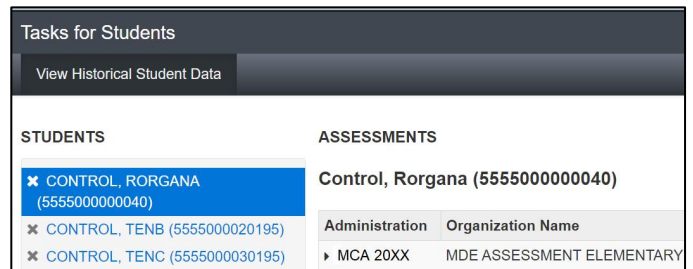 Tasks for Students
View Historical Student Data
STUDENTS
CONTROL, RORGANA
(5555000000040)
CONTROL, TENB (5555000020195)
CONTROL, TENC (5555000030195)
ASSESSMENTS
Control, Rorgana (5555000000040)
Administration Organization Name
MCA 20XX MDE ASSESSMENT ELEMENTARY